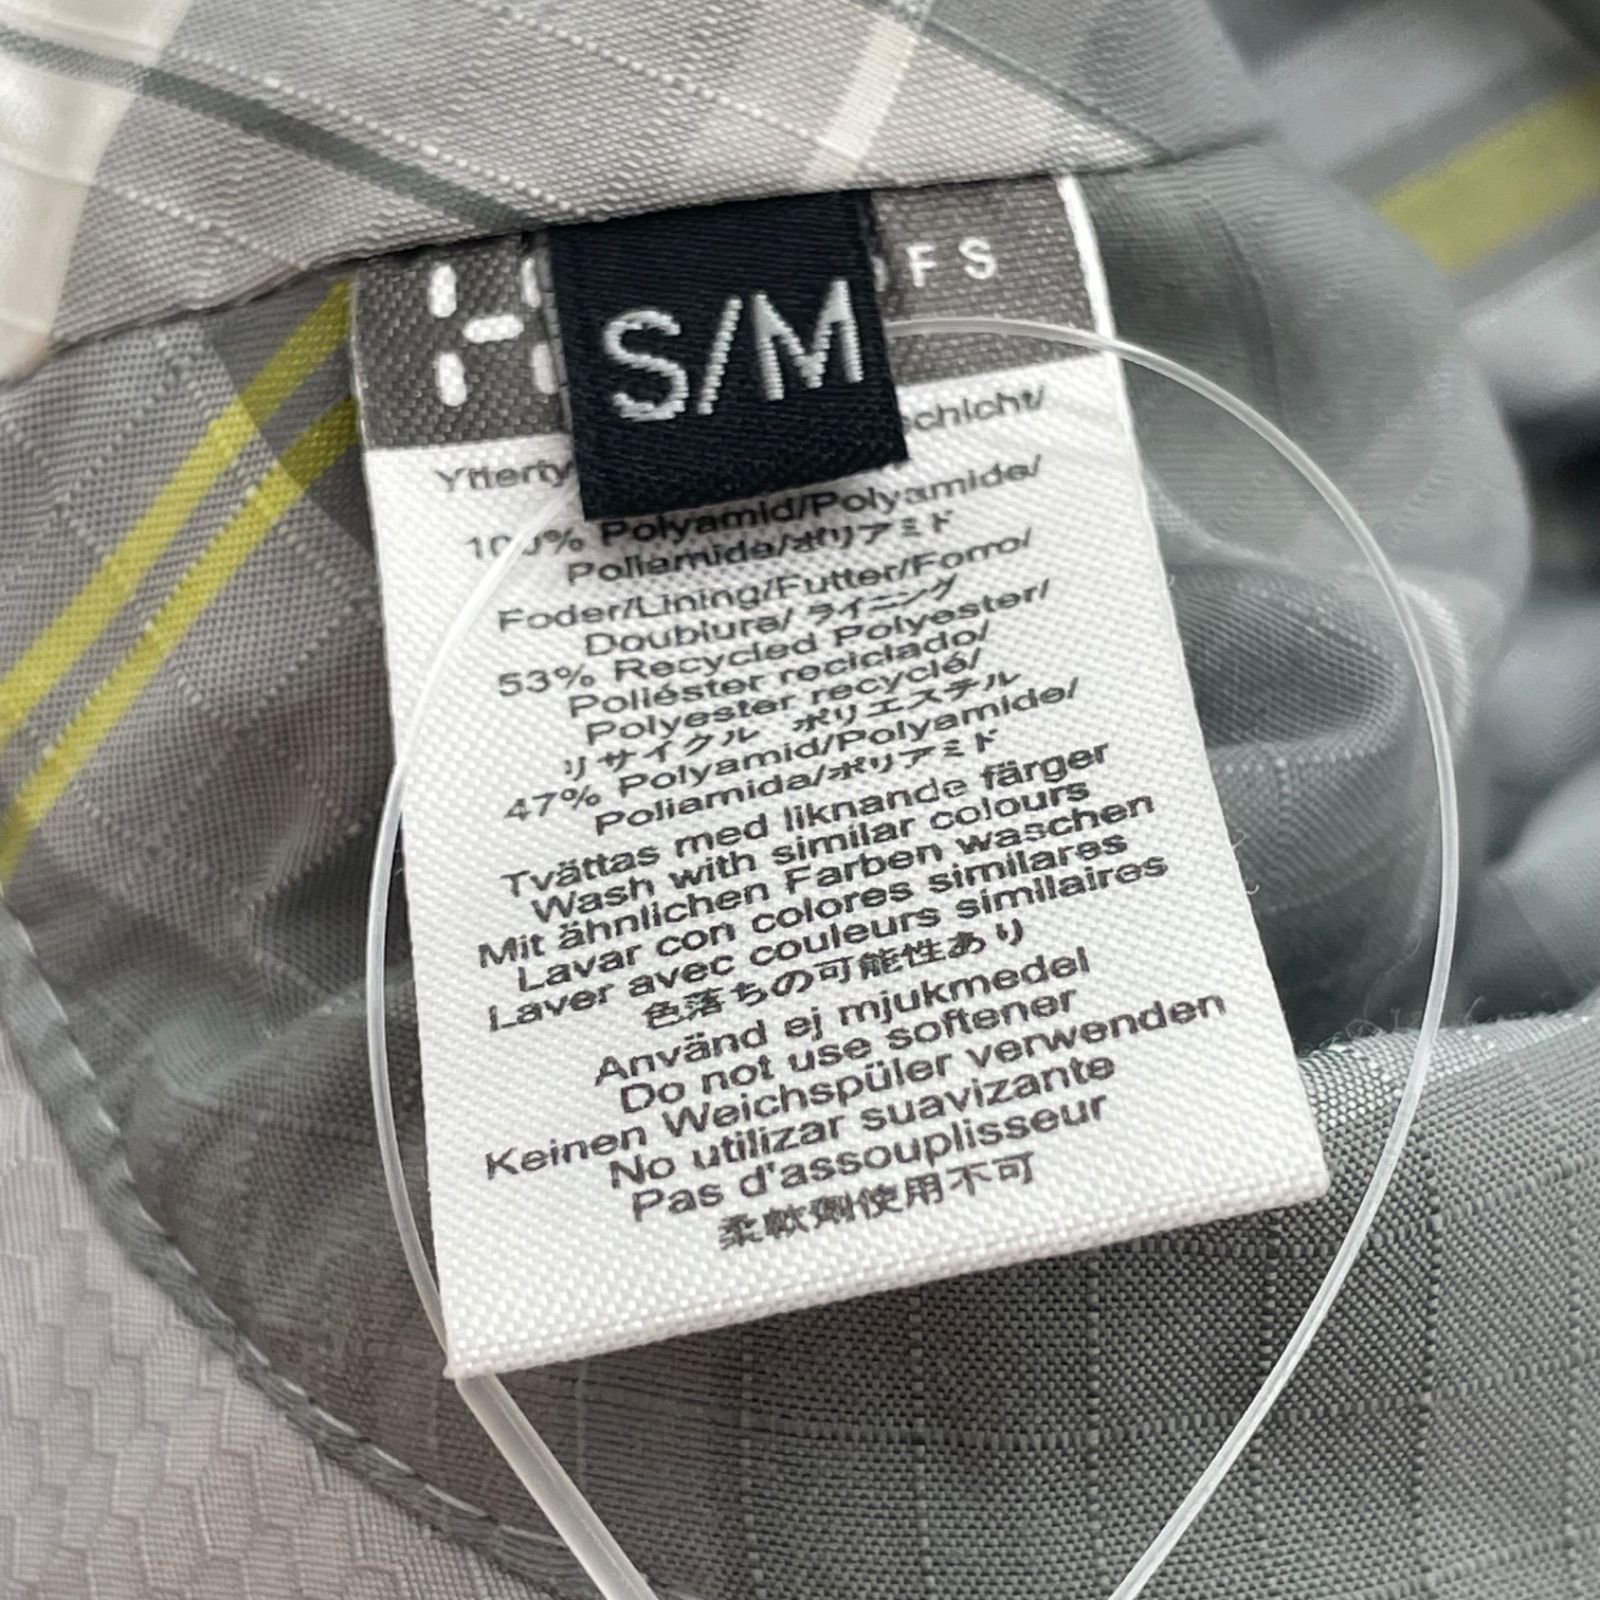 S/M
F S
chicht/
Ytterty
100% Polyamid/Polyamide/
Poliamida/ポリアミド
Foder/Lining/Futter/Forro/
Doublura/ライニング
53% Recycled Polyester/
Poliéster reciclado/
Polyester recyclé/
リサイクル ポリエステル
47% Polyamid/Polyamide/
Poliamida/ポリアミド
Tvättas med liknande färger
Wash with similar colours
Mit ähnlichen Farben waschen
Lavar con colores similares
Laver avec couleurs similaires
色落ちの可能性あり
Använd ej mjukmedel
Do not use softener
Keinen Weichspüler verwenden
No utilizar suavizante
Pas d'assouplisseur
柔軟剤使用不可